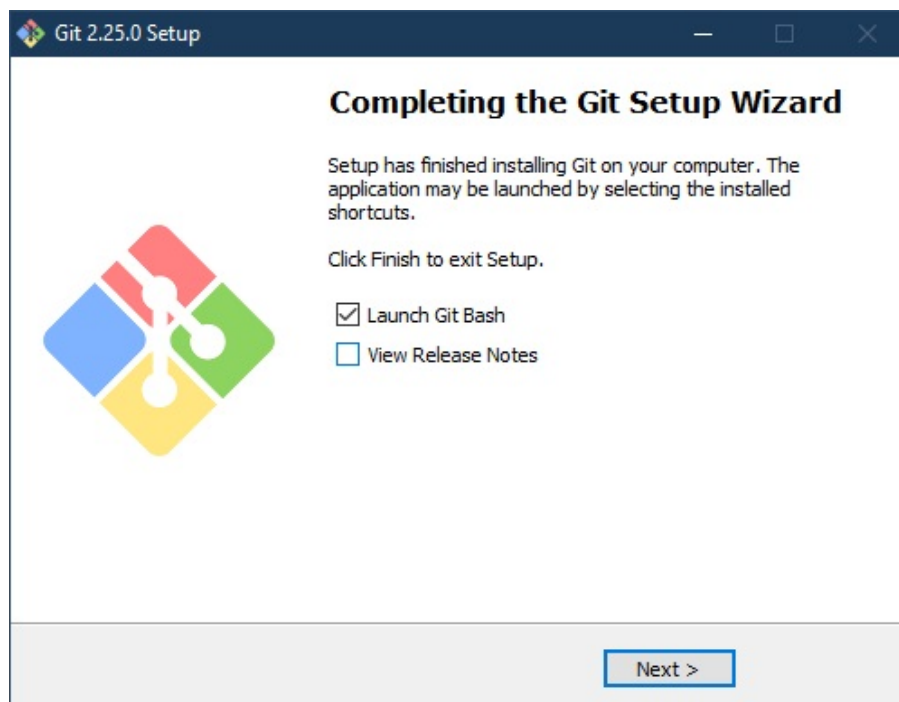 Git 2.25.0 Setup
Completing the Git Setup Wizard
Setup has finished installing Git on your computer. The
application may be launched by selecting the installed
shortcuts.
Click Finish to exit Setup.
Launch Git Bash
View Release Notes
Next >